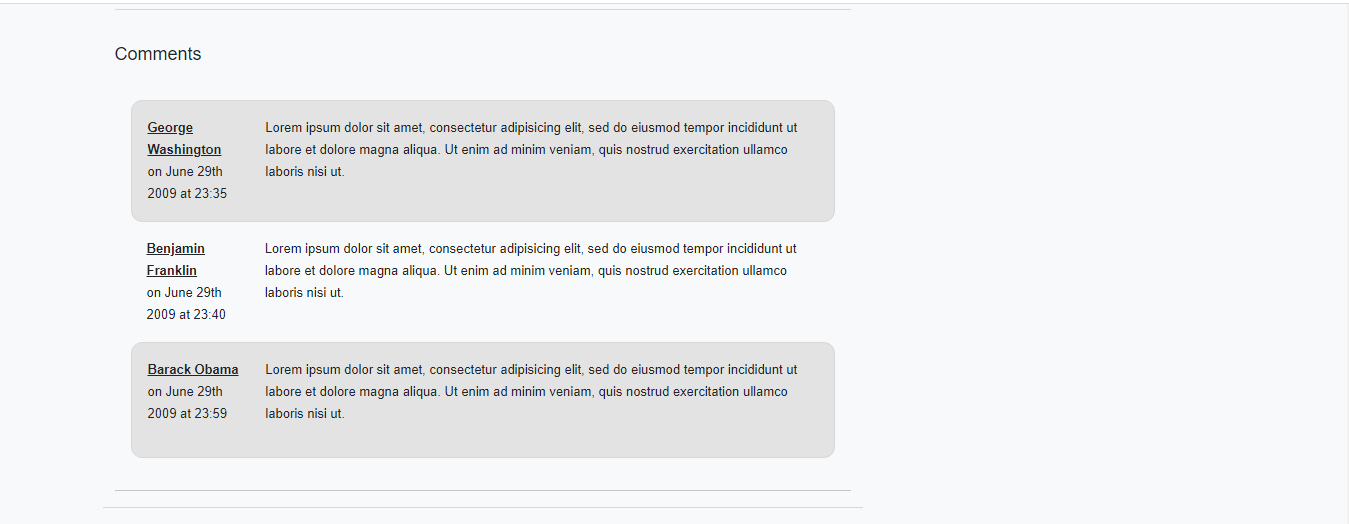 Comments
George
Washington
on June 29th
2009 at 23:35
Lorem ipsum dolor sit amet, consectetur adipisicing elit, sed do eiusmod tempor incididunt ut
labore et dolore magna aliqua. Ut enim ad minim veniam, quis nostrud exercitation ullamco
laboris nisi ut.
Benjamin
Franklin
on June 29th
2009 at 23:40
Lorem ipsum dolor sit amet, consectetur adipisicing elit, sed do eiusmod tempor incididunt ut
labore et dolore magna aliqua. Ut enim ad minim veniam, quis nostrud exercitation ullamco
laboris nisi ut.
Barack Obama
on June 29th
2009 at 23:59
Lorem ipsum dolor sit amet, consectetur adipisicing elit, sed do eiusmod tempor incididunt ut
labore et dolore magna aliqua. Ut enim ad minim veniam, quis nostrud exercitation ullamco
laboris nisi ut.